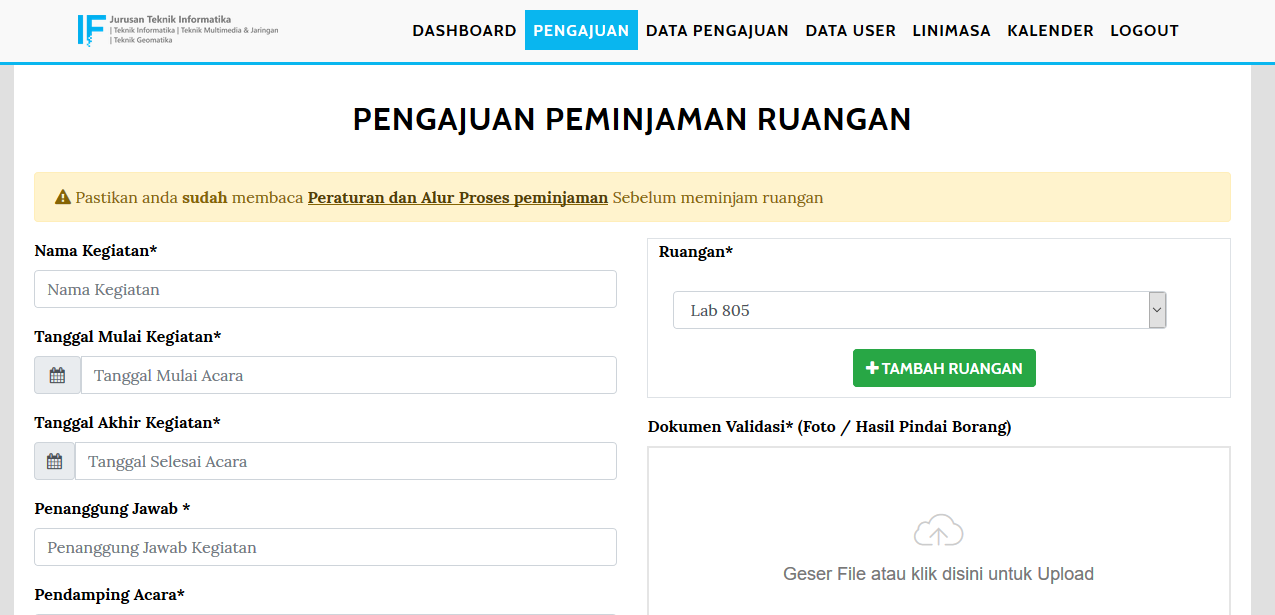 Jurusan Teknik Informatika
| Teknik Informatika | Teknik Multimedia & Jaringan
| Teknik Geomatika
DASHBOARD PENGAJUAN DATA PENGAJUAN DATA USER LINIMASA KALENDER LOGOUT
PENGAJUAN PEMINJAMAN RUANGAN
Pastikan anda sudah membaca Peraturan dan Alur Proses peminjaman Sebelum meminjam ruangan
Nama Kegiatan*
Nama Kegiatan
Tanggal Mulai Kegiatan*
Tanggal Mulai Acara
Tanggal Akhir Kegiatan*
Tanggal Selesai Acara
Penanggung Jawab *
Penanggung Jawab Kegiatan
Pendamping Acara*
Ruangan*
Lab 805
TAMBAH RUANGAN
Dokumen Validasi* (Foto / Hasil Pindai Borang)
Geser File atau klik disini untuk Upload